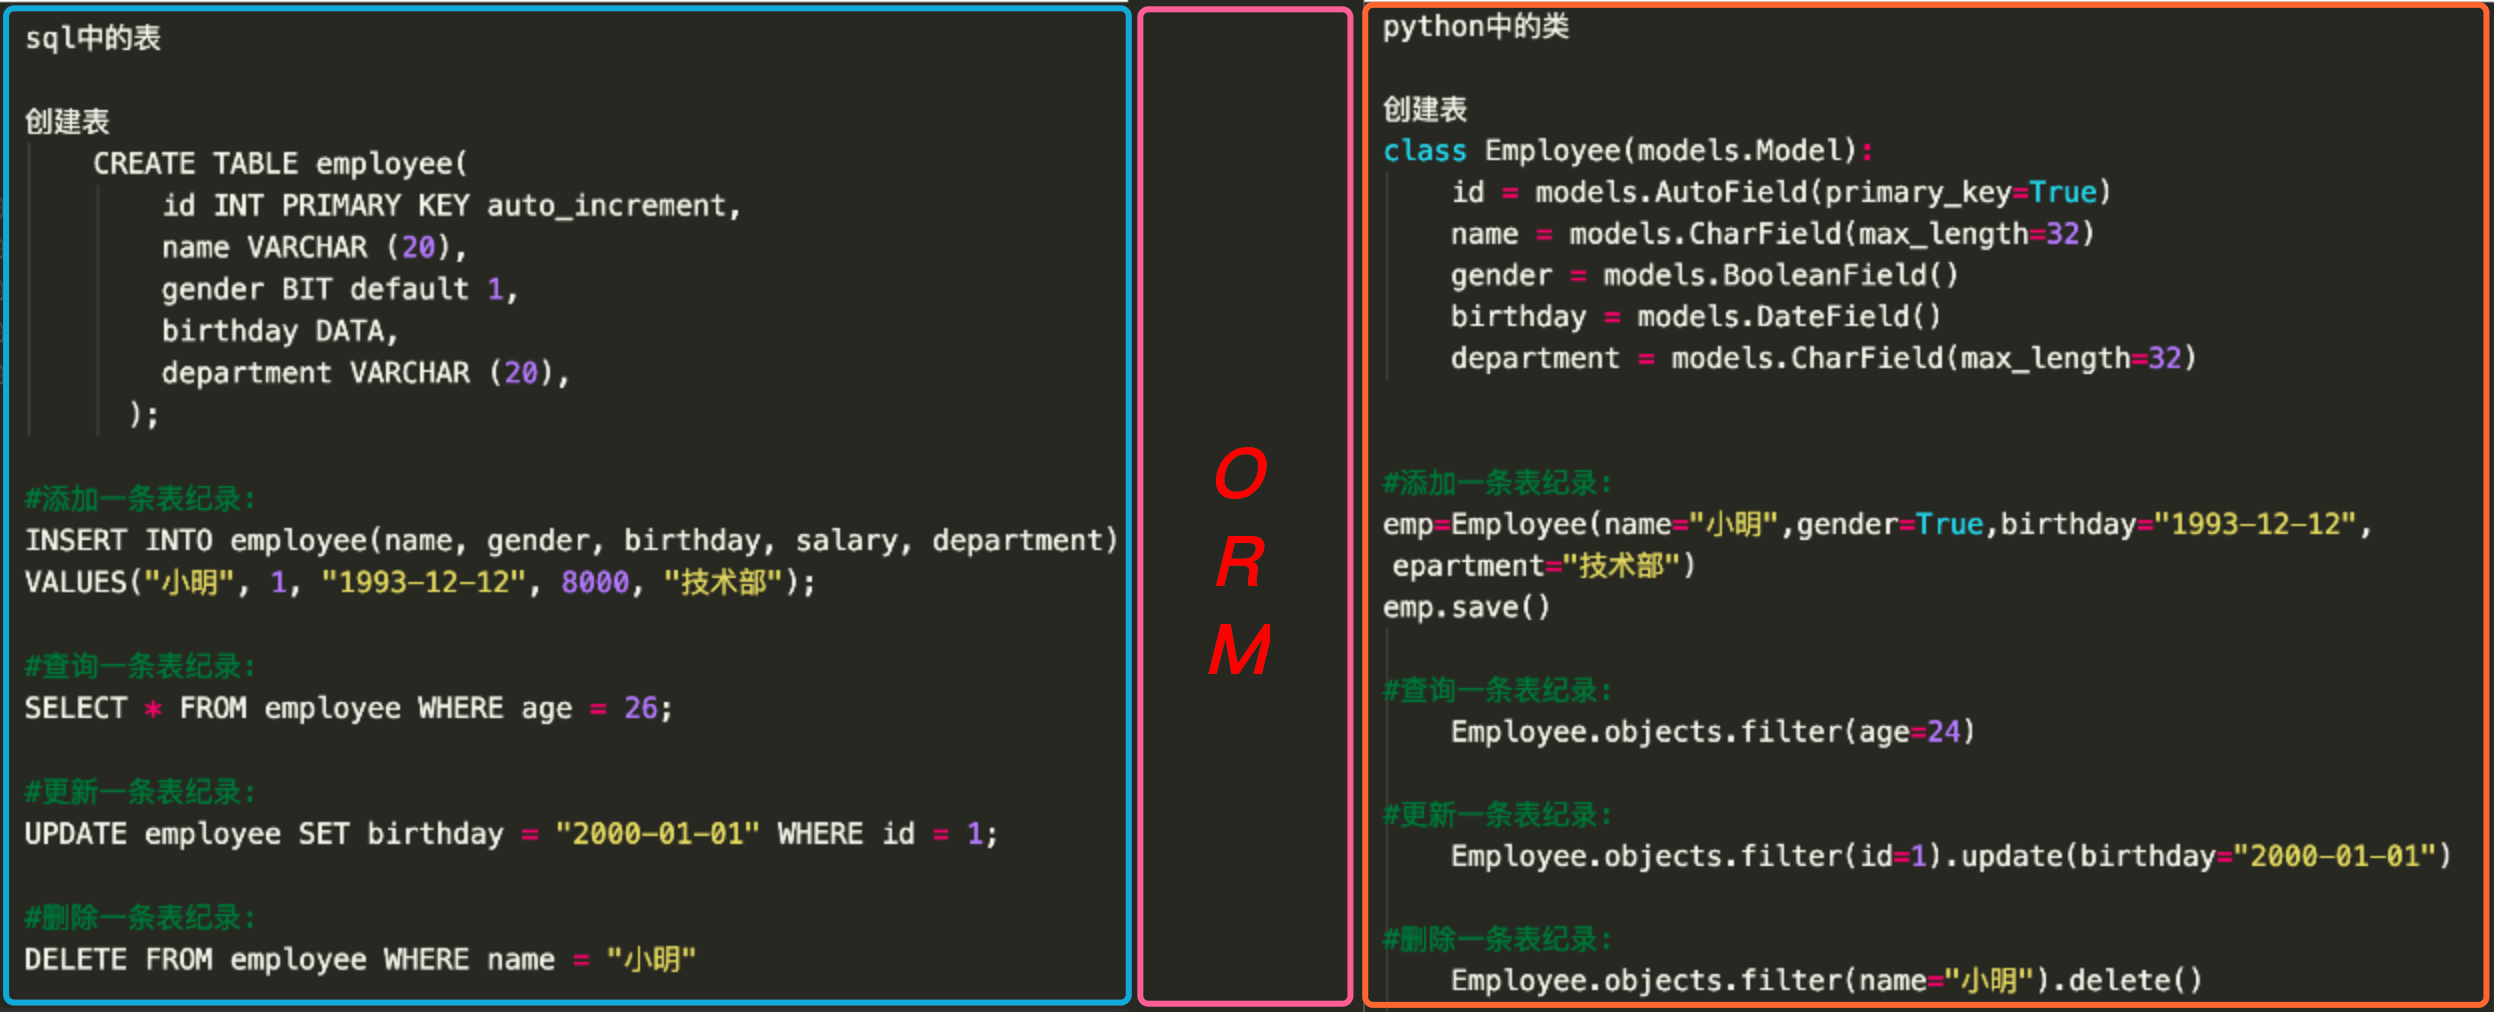 sql中的表
创建表
CREATE TABLE employee(
id INT PRIMARY KEY auto_increment,
name VARCHAR (20),
gender BIT default 1,
birthday DATA,
department VARCHAR (20),
);
#添加一条表纪录:
INSERT INTO employee(name, gender, birthday, salary, department)
VALUES("小明", 1, "1993-12-12", 8000, "技术部");
#查询一条表纪录:
SELECT * FROM employee WHERE age = 26;
#更新一条表纪录:
UPDATE employee SET birthday = "2000-01-01" WHERE id = 1;
#删除一条表纪录:
DELETE FROM employee WHERE name = "小明"
O
R
M
python中的类
创建表
class Employee(models.Model):
id = models.AutoField(primary_key=True)
name = models.CharField(max_length=32)
gender = models.BooleanField()
birthday = models.DateField()
department = models.CharField(max_length=32)
#添加一条表纪录:
emp=Employee(name="小明",gender=True,birthday="1993-12-12",
epartment="技术部")
emp.save()
#查询一条表纪录:
Employee.objects.filter(age=24)
#更新一条表纪录:
Employee.objects.filter(id=1).update(birthday="2000-01-01")
#删除一条表纪录:
Employee.objects.filter(name="小明").delete()